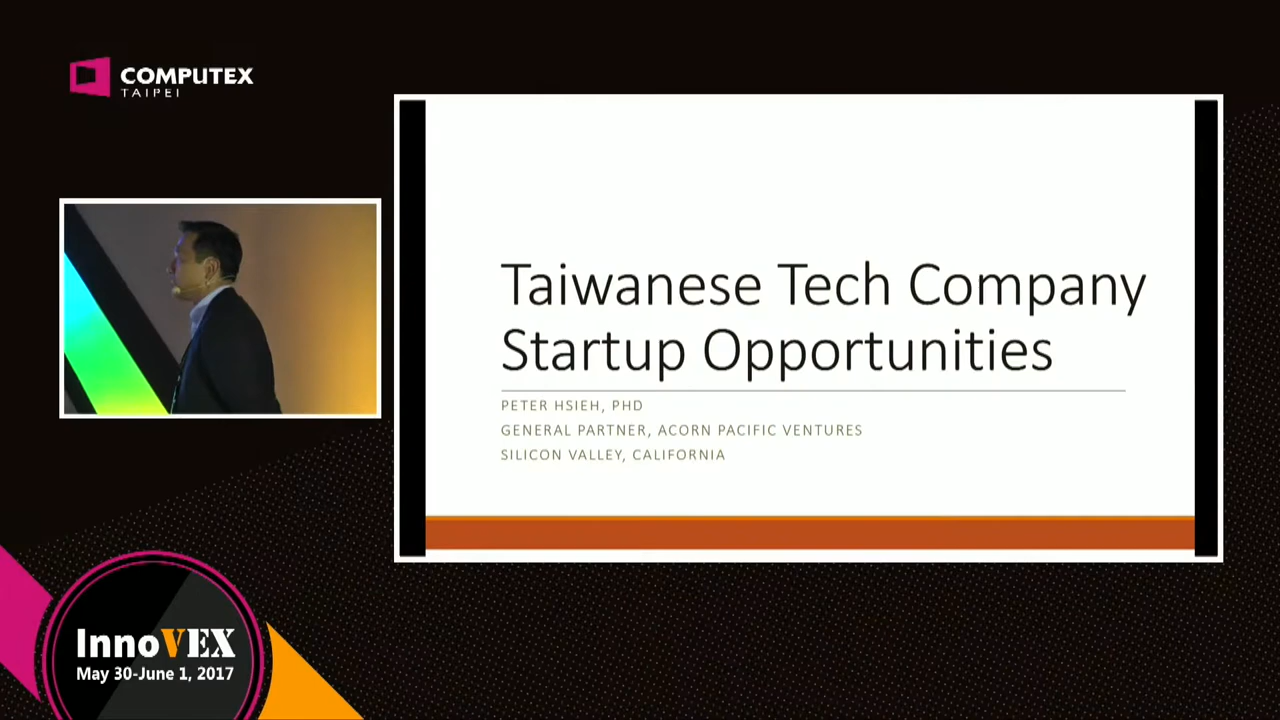 COMPUTEX
TAIPEI
Taiwanese Tech Company
Startup Opportunities
PETER HSIEH, PHD
GENERAL PARTNER, ACORN PACIFIC VENTURES
SILICON VALLEY, CALIFORNIA
InnoVEX
May 30-June 1, 2017